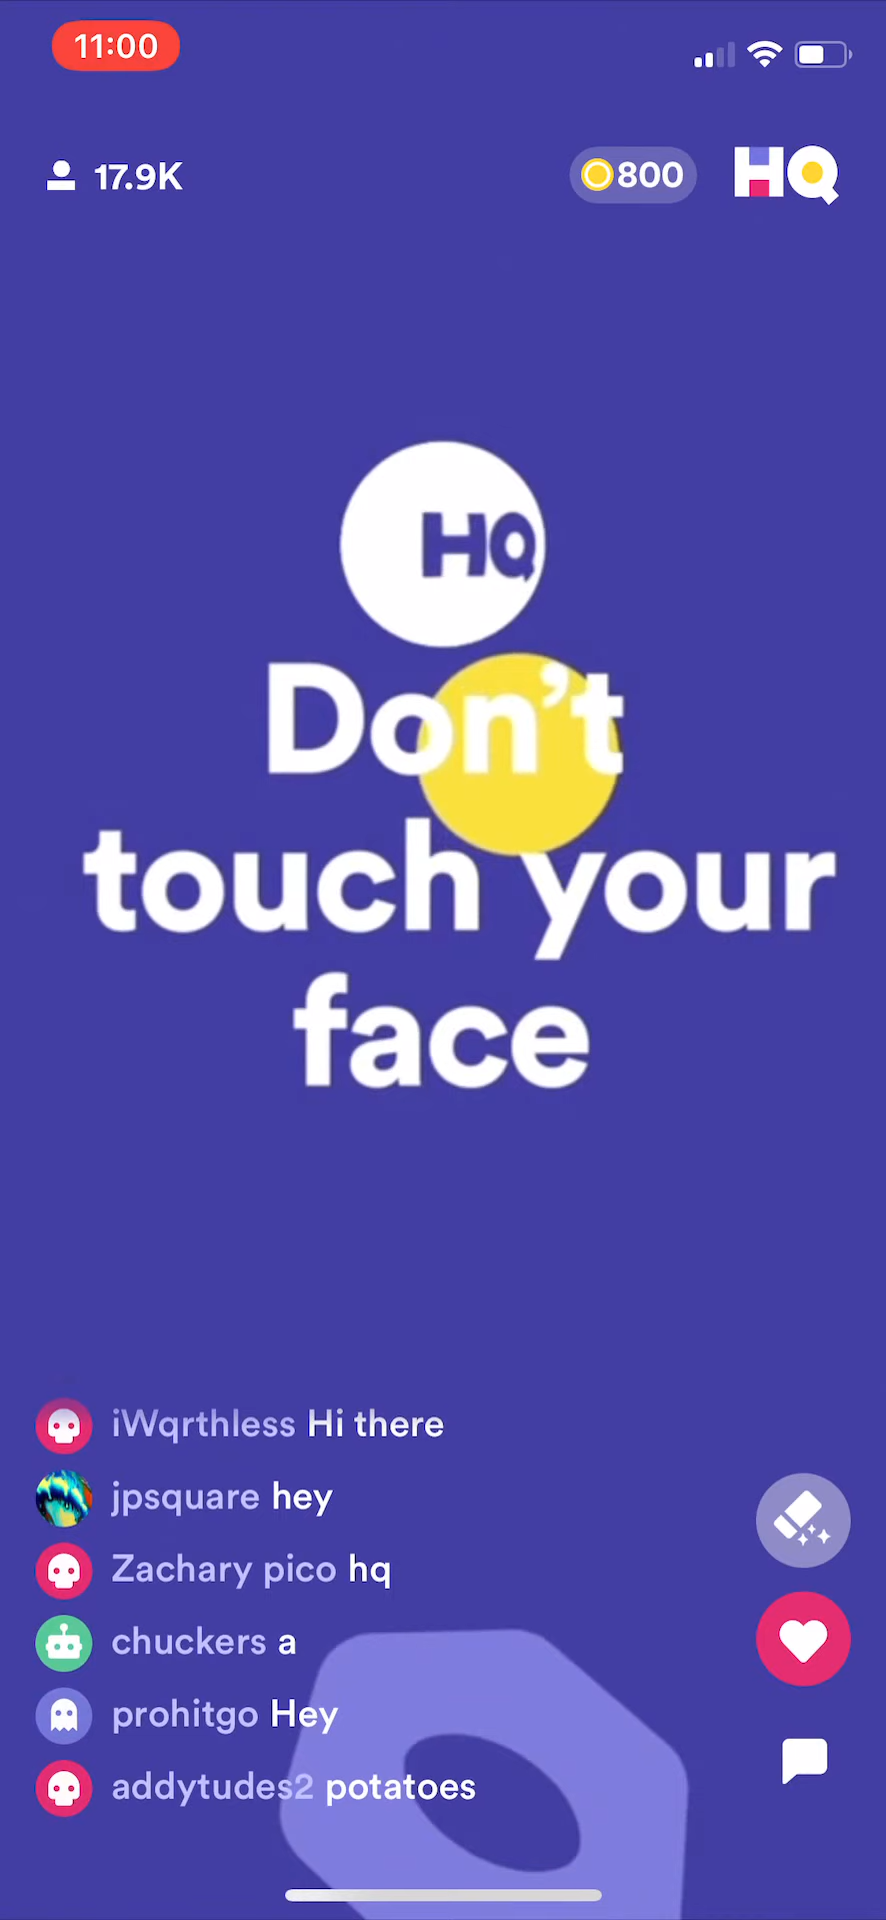 11:00
17.9K
800
HQ
HQ
Don't
touch your
face
iWqrthless Hi there
jpsquare hey
Zachary pico hq
chuckers a
prohitgo Hey
addytudes2 potatoes